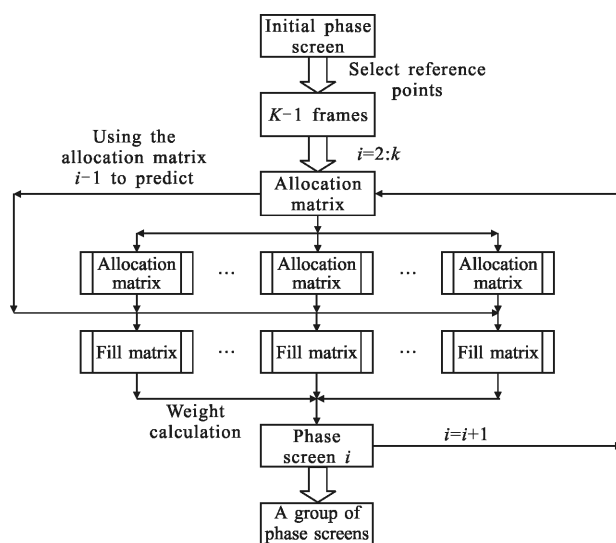 Initial phase
screen
Select reference
points
K-1 frames
Using the
allocation matrix
i-1 to predict
i=2:k
Allocation
matrix
Allocation
matrix
...
Allocation
matrix
...
Allocation
matrix
Fill matrix
...
Fill matrix
...
Fill matrix
Weight
calculation
Phase
screen i
i=i+1
A group of
phase screens